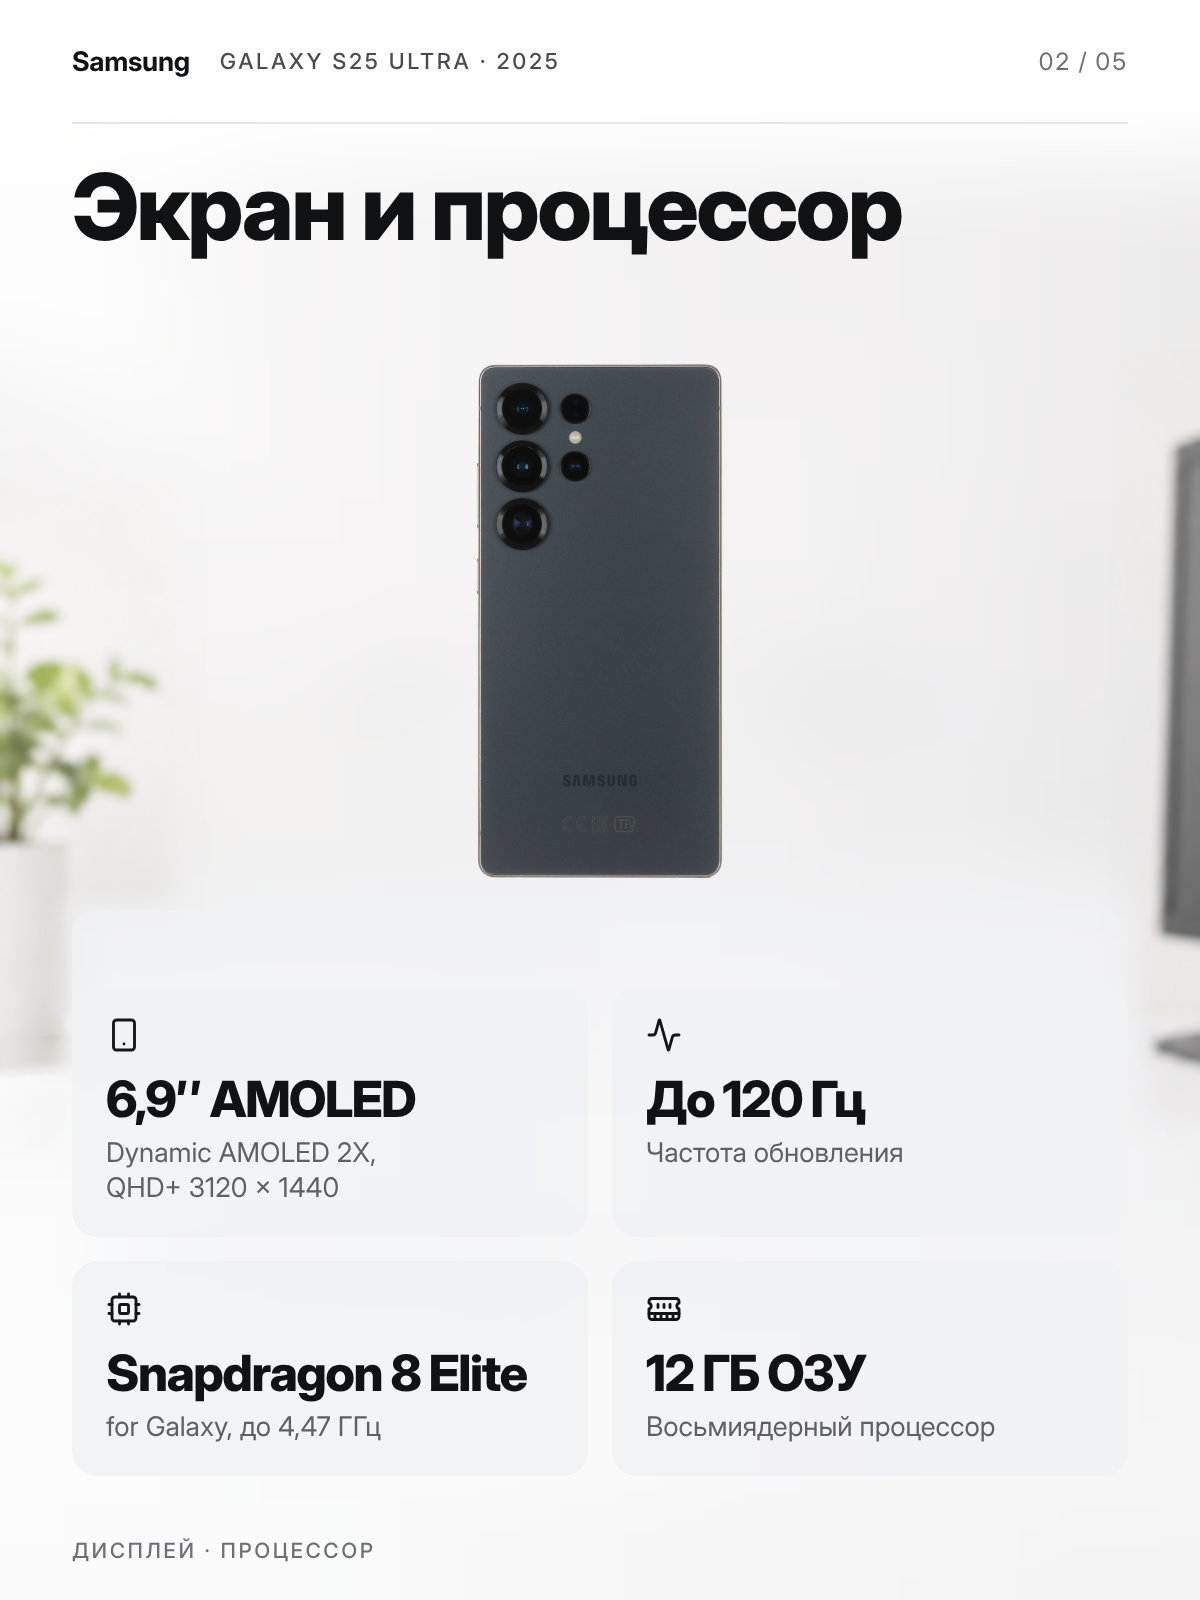 Samsung GALAXY S25 ULTRA · 2025 02 / 05
Экран и процессор
SAMSUNG
6,9″ AMOLED
Dynamic AMOLED 2X,
QHD+ 3120 × 1440
До 120 Гц
Частота обновления
Snapdragon 8 Elite
for Galaxy, до 4,47 ГГц
12 ГБ ОЗУ
Восьмиядерный процессор
ДИСПЛЕЙ · ПРОЦЕССОР